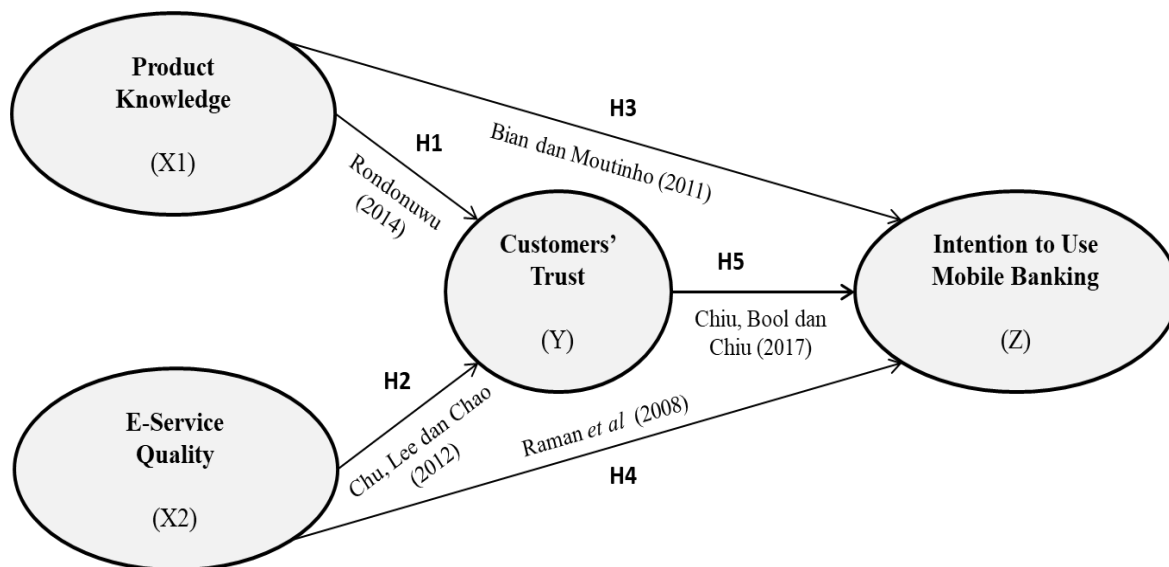 Product
Knowledge
(X1)
H3
Bian dan Moutinho (2011)
H1
Rondonuwu
(2014)
Customers’
Trust
(Y)
H5
Chiu, Bool dan
Chiu (2017)
Intention to Use
Mobile Banking
(Z)
E-Service
Quality
(X2)
H2
Chu, Lee dan Chao
(2012)
Raman et al (2008)
H4